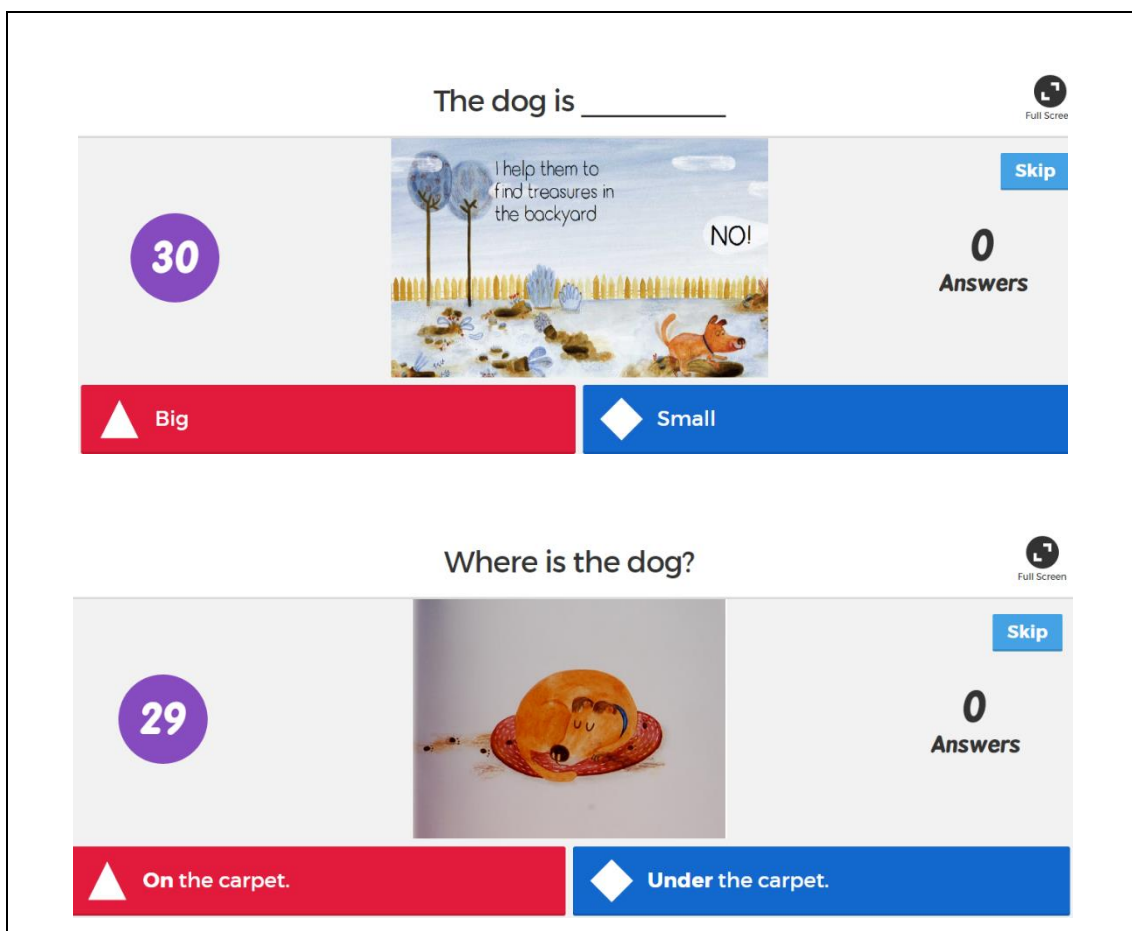 The dog is __________
Full Scree
I help them to
find treasures in
the backyard
NO!
Skip
30
0
Answers
Big
Small
Where is the dog?
Full Screen
Skip
29
0
Answers
On the carpet.
Under the carpet.